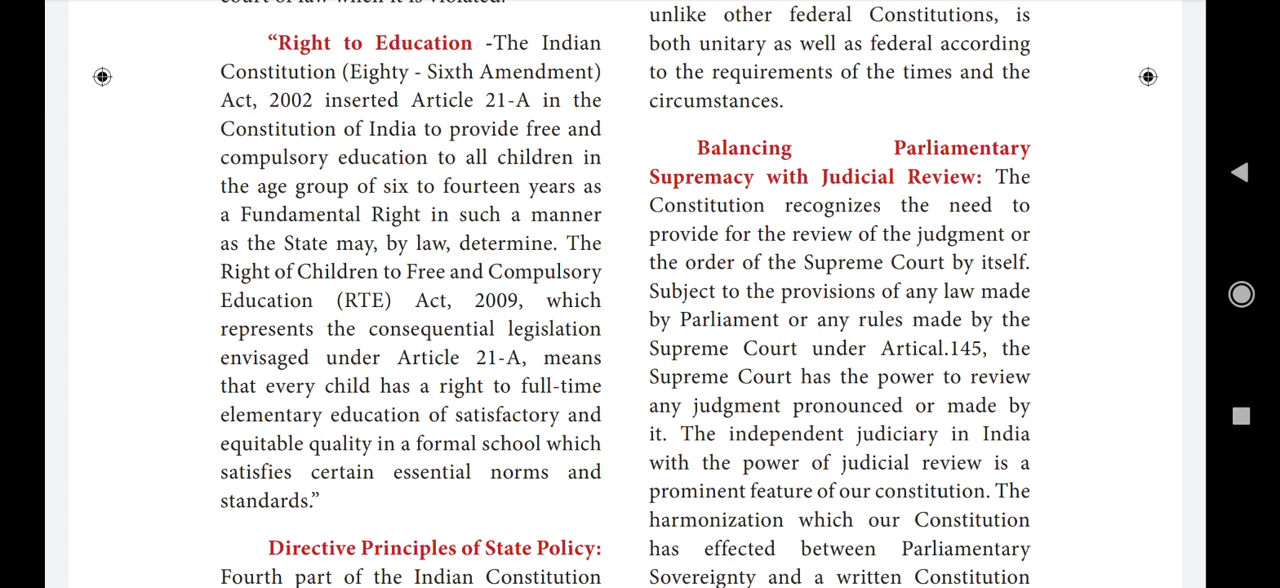 court of law when it is violated.
“Right to Education -The Indian
Constitution (Eighty - Sixth Amendment)
Act, 2002 inserted Article 21-A in the
Constitution of India to provide free and
compulsory education to all children in
the age group of six to fourteen years as
a Fundamental Right in such a manner
as the State may, by law, determine. The
Right of Children to Free and Compulsory
Education (RTE) Act, 2009, which
represents the consequential legislation
envisaged under Article 21-A, means
that every child has a right to full-time
elementary education of satisfactory and
equitable quality in a formal school which
satisfies certain essential norms and
standards.”
Directive Principles of State Policy:
Fourth part of the Indian Constitution
unlike other federal Constitutions, is
both unitary as well as federal according
to the requirements of the times and the
circumstances.
Balancing Parliamentary
Supremacy with Judicial Review: The
Constitution recognizes the need to
provide for the review of the judgment or
the order of the Supreme Court by itself.
Subject to the provisions of any law made
by Parliament or any rules made by the
Supreme Court under Artical.145, the
Supreme Court has the power to review
any judgment pronounced or made by
it. The independent judiciary in India
with the power of judicial review is a
prominent feature of our constitution. The
harmonization which our Constitution
has effected between Parliamentary
Sovereignty and a written Constitution